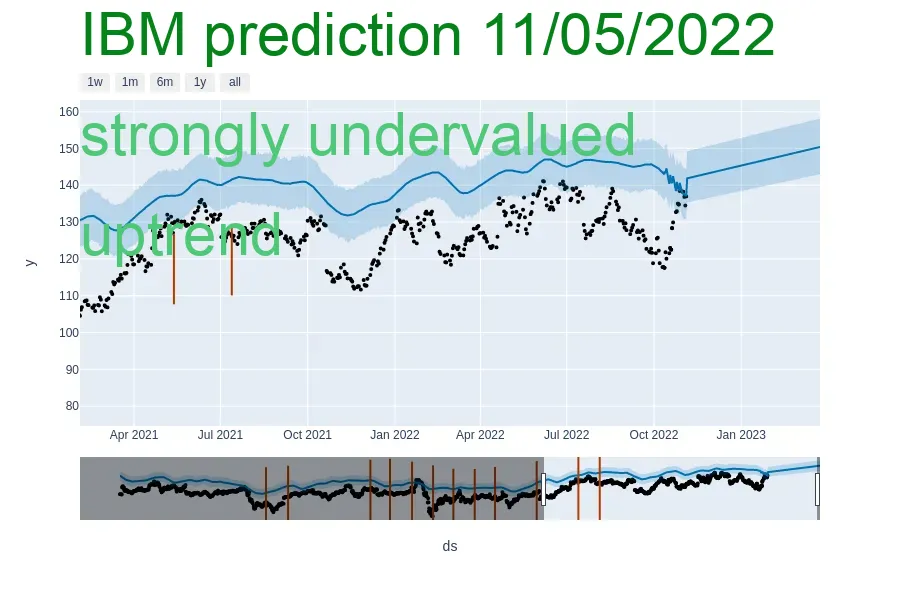 IBM prediction 11/05/2022
1w 1m 6m 1y all
160
strongly undervalued
150
140
130
uptrend
120
y
110
100
90
80
Apr 2021 Jul 2021 Oct 2021 Jan 2022 Apr 2022 Jul 2022 Oct 2022 Jan 2023
ds